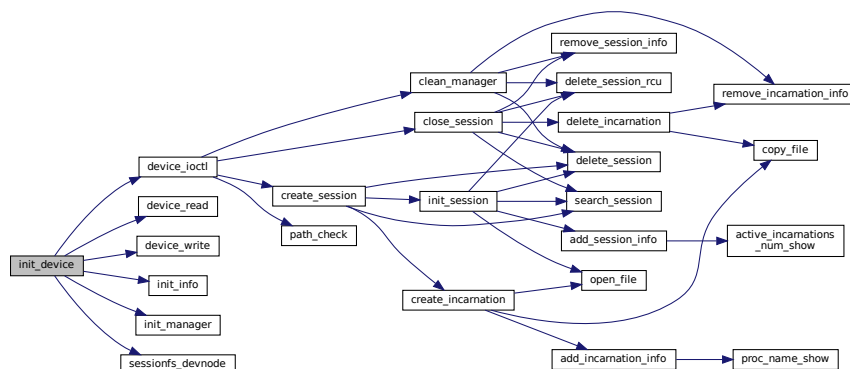 remove_session_info
clean_manager
delete_session_rcu
remove_incarnation_info
close_session
delete_incarnation
copy_file
device_ioctl
delete_session
create_session
init_session
search_session
device_read
path_check
add_session_info
active_incarnations
_num_show
device_write
init_device
open_file
init_info
create_incarnation
init_manager
add_incarnation_info
proc_name_show
sessionfs_devnode